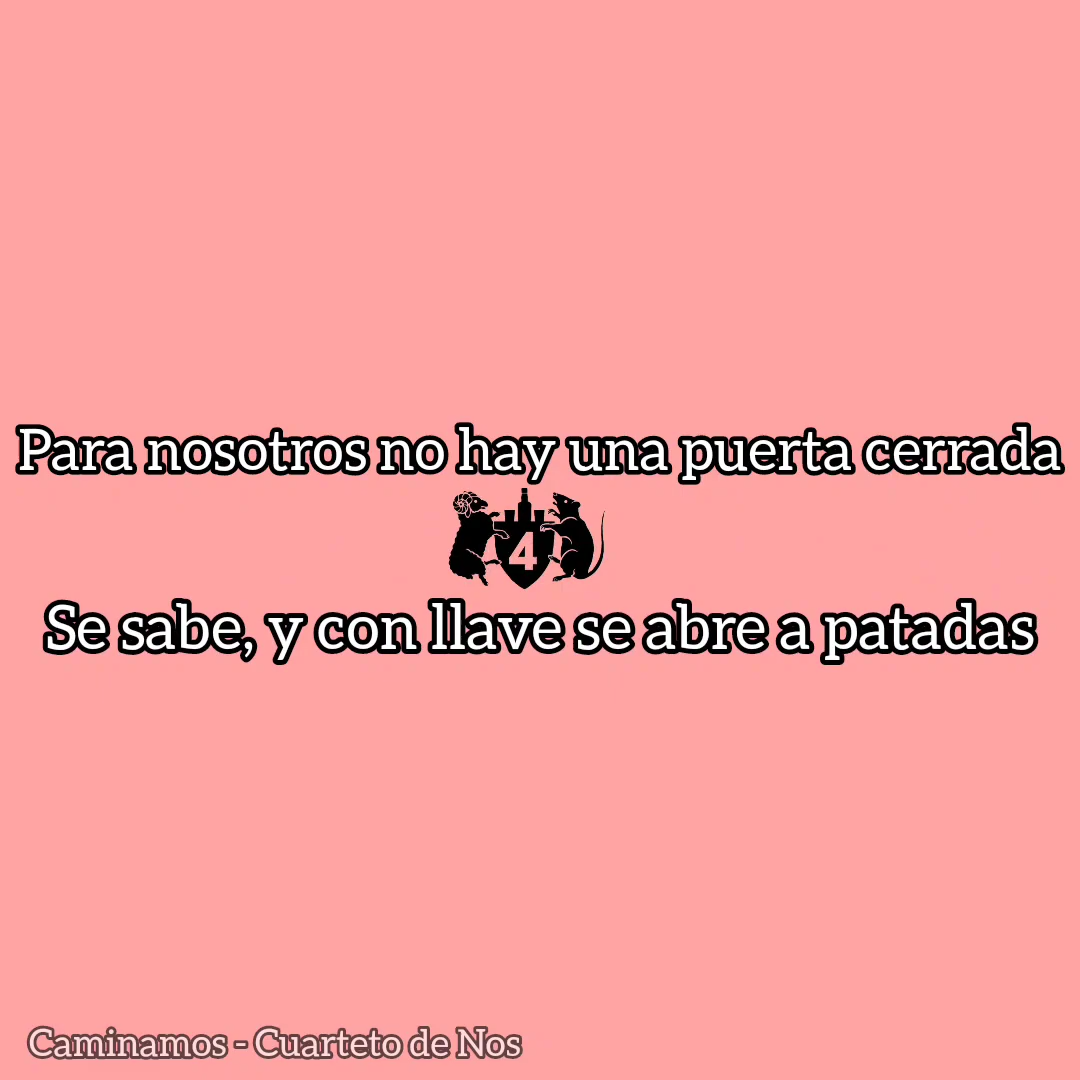 Para nosotros no hay una puerta cerrada
4
Se sabe, y con llave se abre a patadas
Caminamos - Cuarteto de Nos